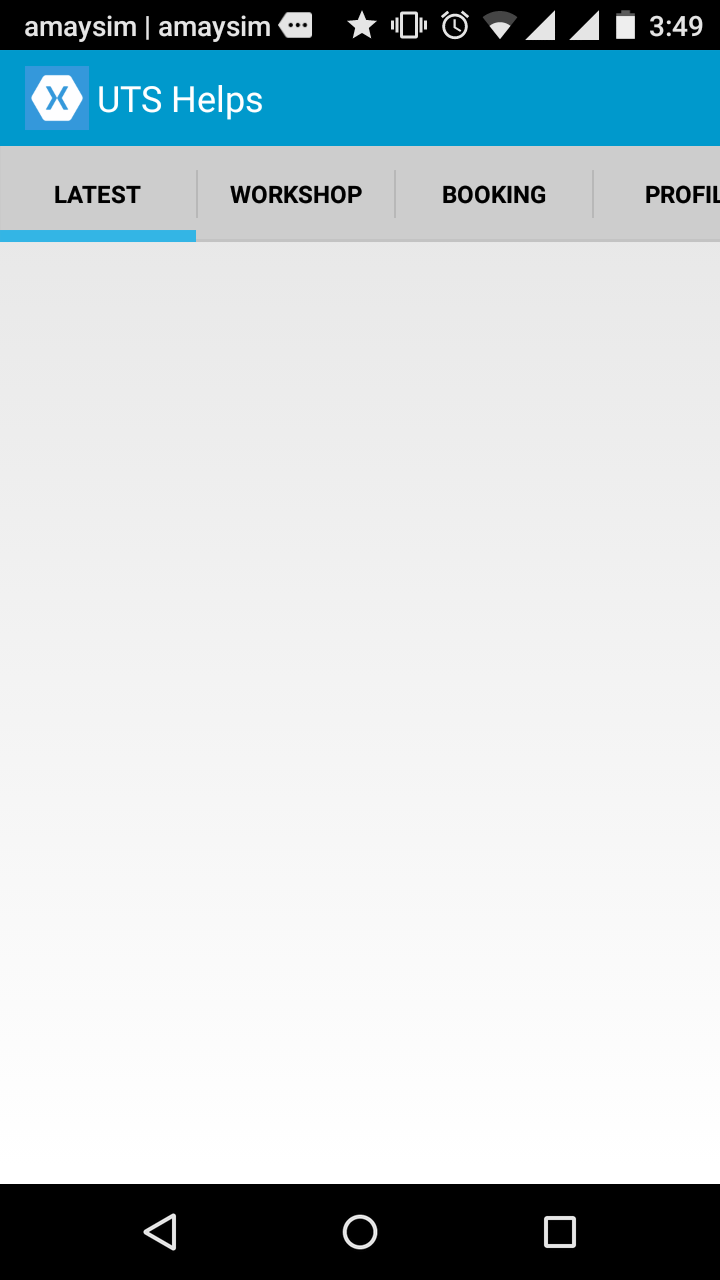 amaysim | amaysim 3:49
UTS Helps
LATEST WORKSHOP BOOKING PROFIL